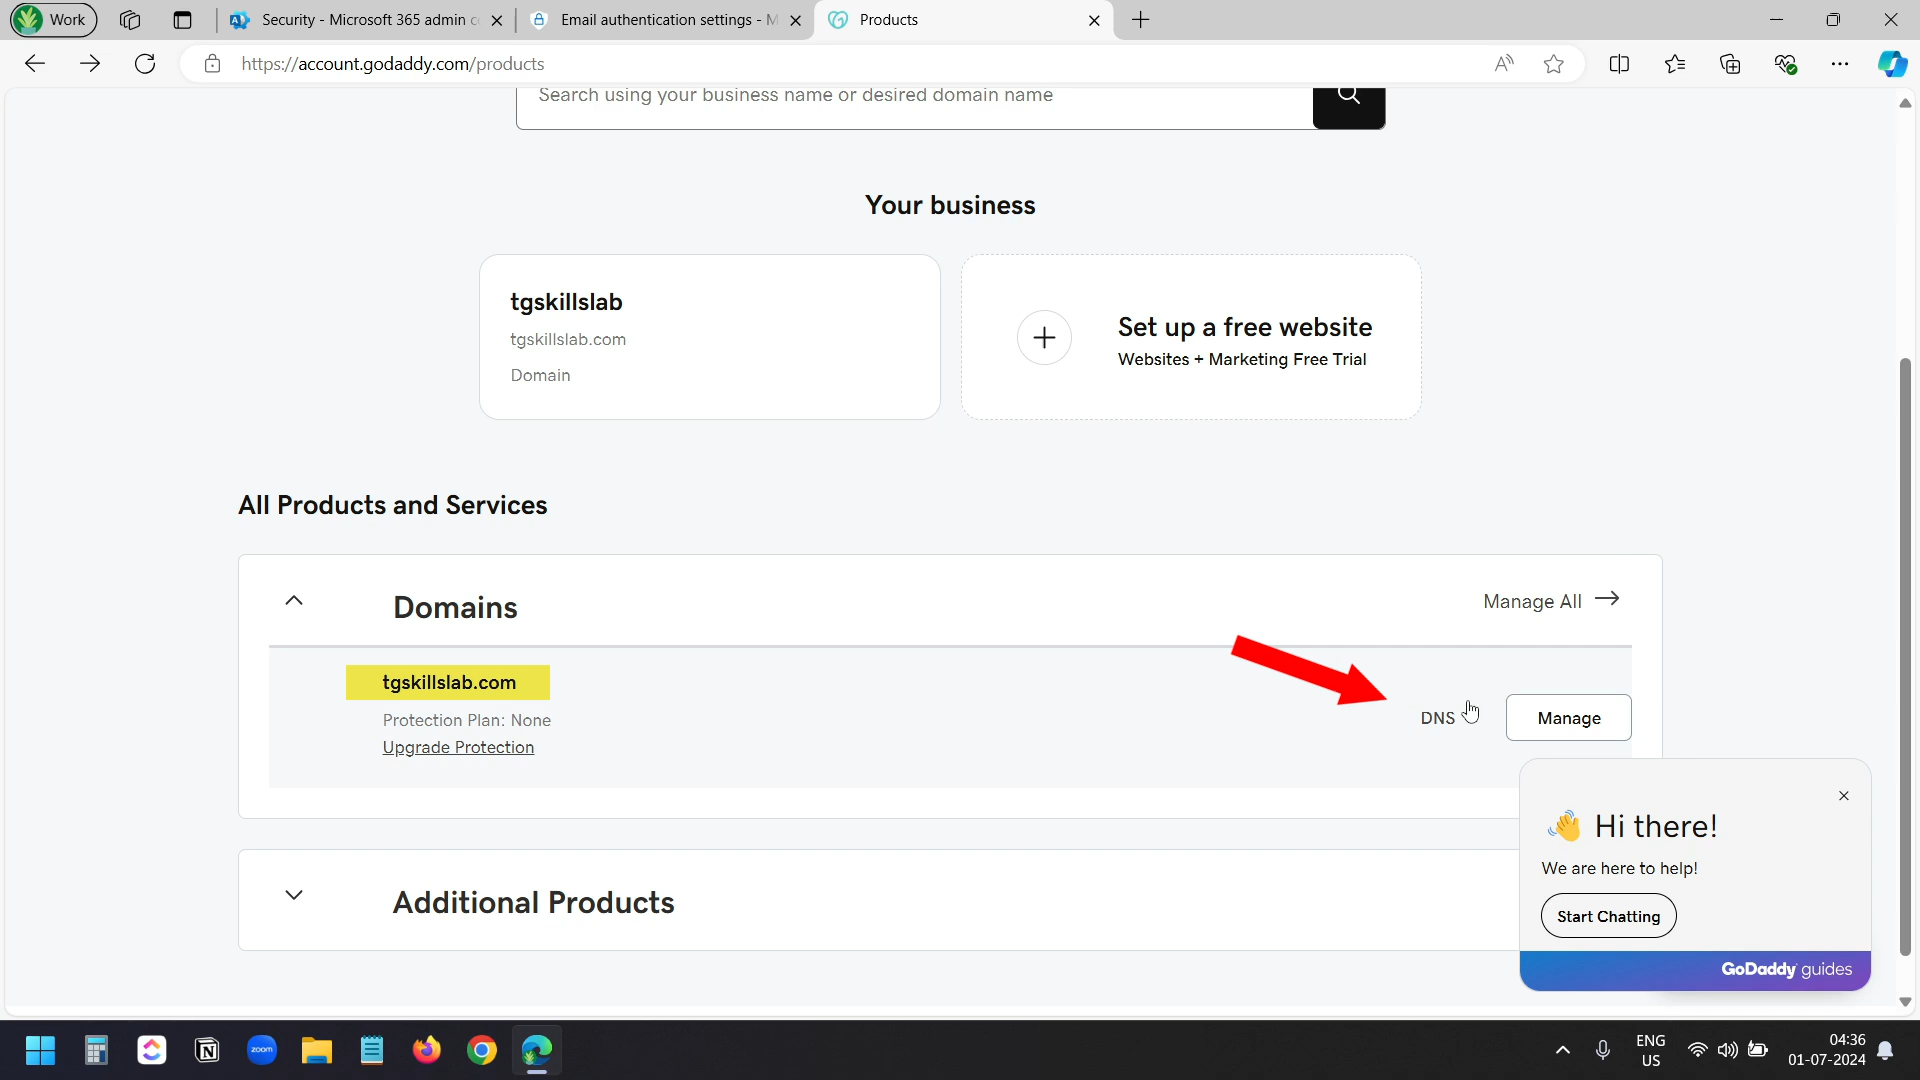 Work
Security - Microsoft 365 admin c
Email authentication settings - M
Products
https://account.godaddy.com/products
Search using your business name or desired domain name
Your business
tgskillslab
tgskillslab.com
Domain
Set up a free website
Websites + Marketing Free Trial
All Products and Services
Domains
Manage All
tgskillslab.com
Protection Plan: None
Upgrade Protection
DNS
Manage
Additional Products
Hi there!
We are here to help!
Start Chatting
GoDaddy guides
zoom
ENG
US
04:36
01-07-2024